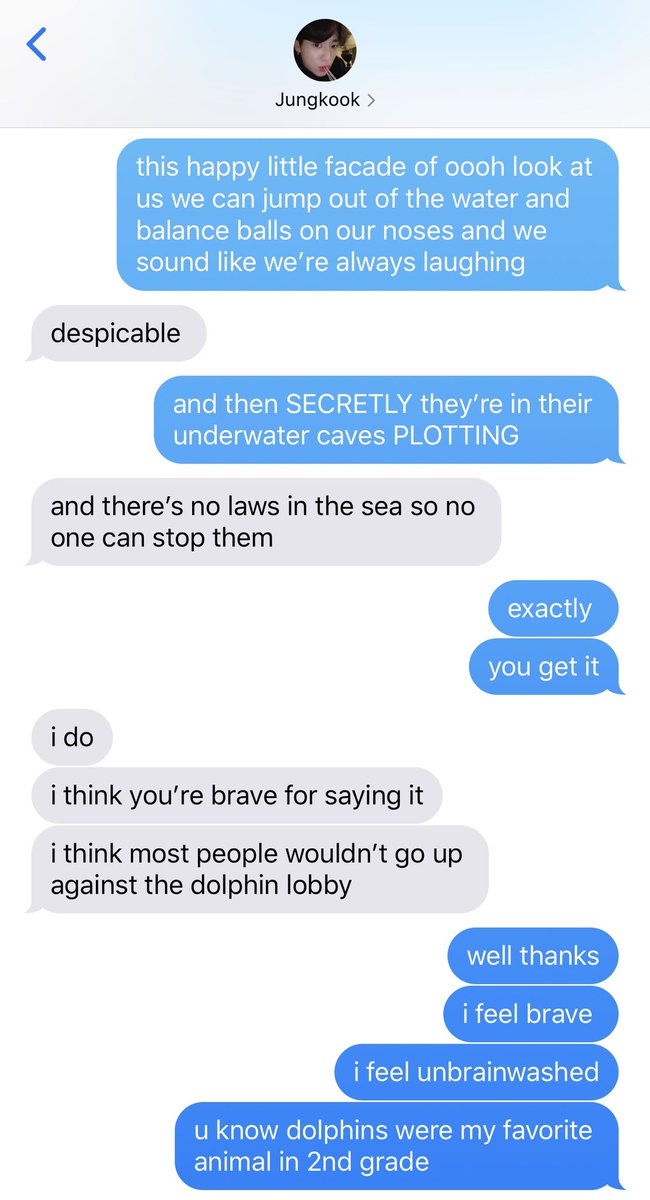 Jungkook
this happy little facade of oooh look at
us we can jump out of the water and
balance balls on our noses and we
sound like we’re always laughing
despicable
and then SECRETLY they’re in their
underwater caves PLOTTING
and there’s no laws in the sea so no
one can stop them
exactly
you get it
i do
i think you’re brave for saying it
i think most people wouldn’t go up
against the dolphin lobby
well thanks
i feel brave
i feel unbrainwashed
u know dolphins were my favorite
animal in 2nd grade